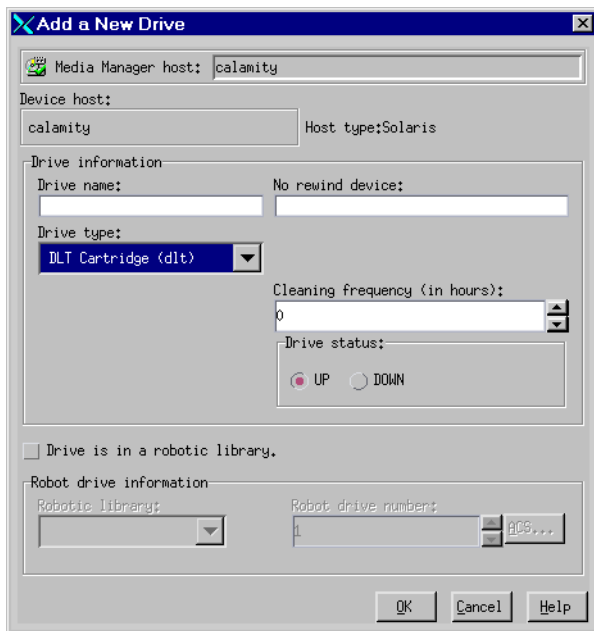 Add a New Drive
Media Manager host: calamity
Device host:
calamity Host type:Solaris
Drive information
Drive name: No rewind device:
Drive type:
DLT Cartridge (dlt)
Cleaning frequency (in hours):
0
Drive status:
UP DOWN
Drive is in a robotic library.
Robot drive information
Robotic library: Robot drive number:
1 ACS...
OK Cancel Help